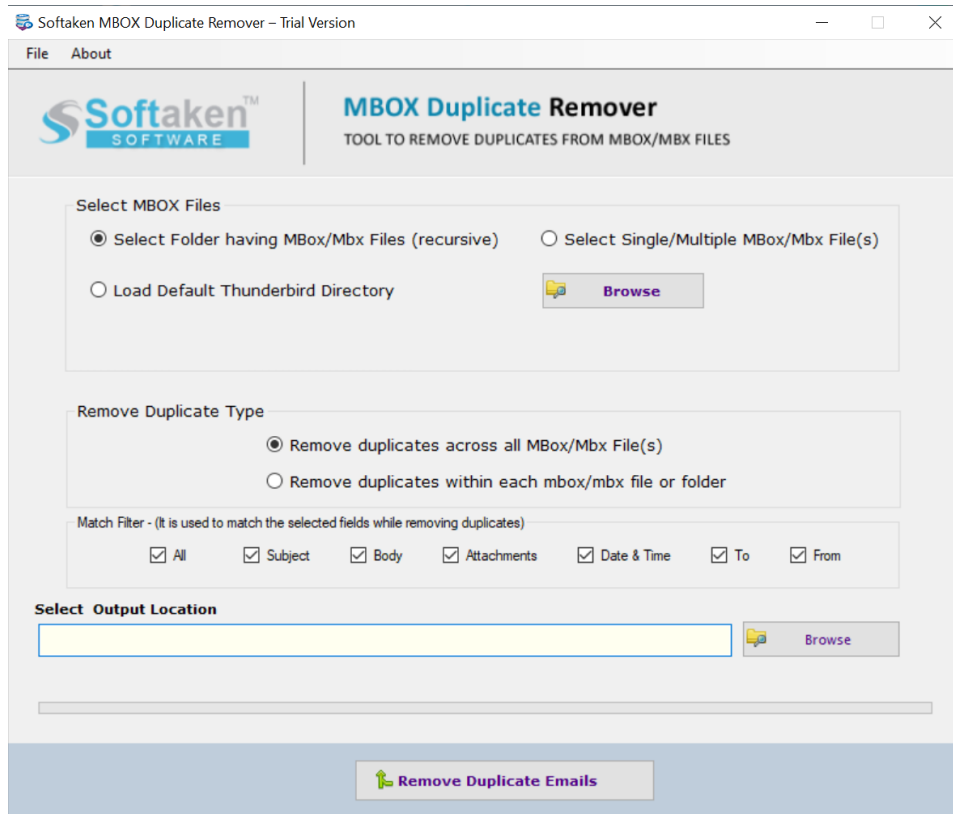 Softaken MBOX Duplicate Remover – Trial Version
File About
Softaken™
SOFTWARE
MBOX Duplicate Remover
TOOL TO REMOVE DUPLICATES FROM MBOX/MBX FILES
Select MBOX Files
Select Folder having MBox/Mbx Files (recursive) Select Single/Multiple MBox/Mbx File(s)
Load Default Thunderbird Directory Browse
Remove Duplicate Type
Remove duplicates across all MBox/Mbx File(s)
Remove duplicates within each mbox/mbx file or folder
Match Filter - (It is used to match the selected fields while removing duplicates)
All Subject Body Attachments Date & Time To From
Select Output Location
Browse
Remove Duplicate Emails